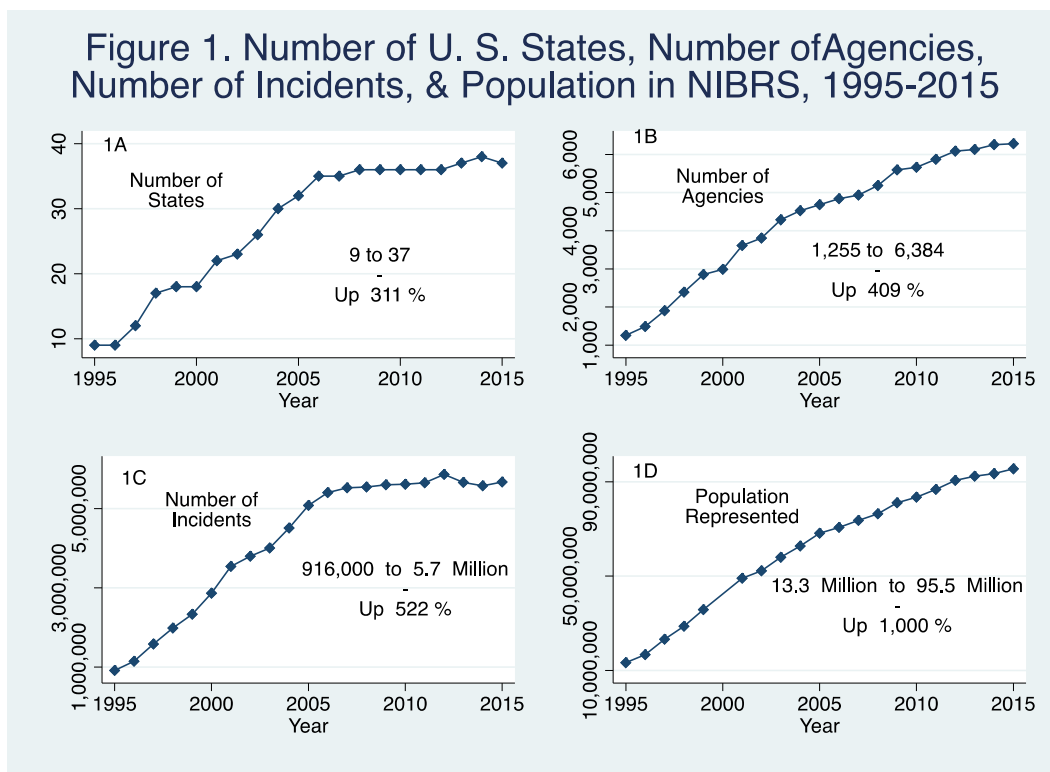 Figure 1. Number of U. S. States, Number ofAgencies,
Number of Incidents, & Population in NIBRS, 1995-2015
1A
Number of
States
9 to 37
-
Up 311 %
40
30
20
10
1995 2000 2005 2010 2015
Year
1B
Number of
Agencies
1,255 to 6,384
-
Up 409 %
6,000
5,000
4,000
3,000
2,000
1,000
1995 2000 2005 2010 2015
Year
1C
Number of
Incidents
916,000 to 5.7 Million
-
Up 522 %
5,000,000
3,000,000
1,000,000
1995 2000 2005 2010 2015
Year
1D
Population
Represented
13.3 Million to 95.5 Million
-
Up 1,000 %
90,000,000
50,000,000
10,000,000
1995 2000 2005 2010 2015
Year